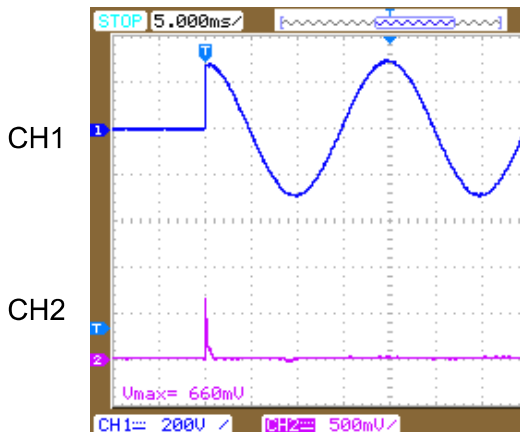 STOP 5.000ms/
T
T
1
CH1
CH2
T
2
Vmax= 660mV
CH1 200V /
CH2 500mV/